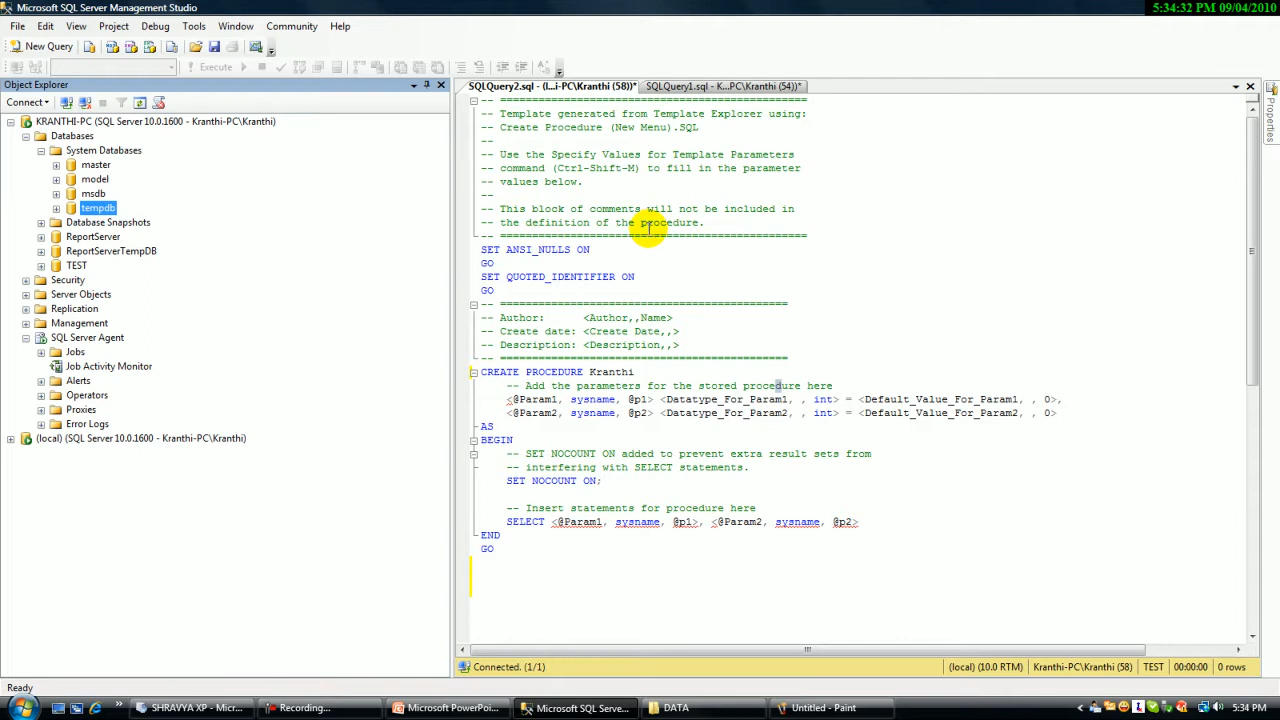 Microsoft SQL Server Management Studio
5:34:32 PM 09/04/2010
File Edit View Project Debug Tools Window Community Help
New Query
Execute
Object Explorer
SQLQuery2.sql - (l...i-PC\Kranthi (58))* SQLQuery1.sql - K...PC\Kranthi (54))*
Connect
Properties
KRANTHI-PC (SQL Server 10.0.1600 - Kranthi-PC\Kranthi)
Databases
System Databases
master
model
msdb
tempdb
Database Snapshots
ReportServer
ReportServerTempDB
TEST
Security
Server Objects
Replication
Management
SQL Server Agent
Jobs
Job Activity Monitor
Alerts
Operators
Proxies
Error Logs
(local) (SQL Server 10.0.1600 - Kranthi-PC\Kranthi)
-- ================================================
-- Template generated from Template Explorer using:
-- Create Procedure (New Menu).SQL
--
-- Use the Specify Values for Template Parameters
-- command (Ctrl-Shift-M) to fill in the parameter
-- values below.
--
-- This block of comments will not be included in
-- the definition of the procedure.
-- ================================================
SET ANSI_NULLS ON
GO
SET QUOTED_IDENTIFIER ON
GO
-- =============================================
-- Author: <Author,,Name>
-- Create date: <Create Date,,>
-- Description: <Description,,>
-- =============================================
CREATE PROCEDURE Kranthi
-- Add the parameters for the stored procedure here
<@Param1, sysname, @p1> <Datatype_For_Param1, , int> = <Default_Value_For_Param1, , 0>,
<@Param2, sysname, @p2> <Datatype_For_Param2, , int> = <Default_Value_For_Param2, , 0>
AS
BEGIN
-- SET NOCOUNT ON added to prevent extra result sets from
-- interfering with SELECT statements.
SET NOCOUNT ON;
-- Insert statements for procedure here
SELECT <@Param1, sysname, @p1>, <@Param2, sysname, @p2>
END
GO
Connected. (1/1) (local) (10.0 RTM) Kranthi-PC\Kranthi (58) TEST 00:00:00 0 rows
Ready
SHRAVYA XP - Micr... Recording... Microsoft PowerPoi... Microsoft SQL Serve... DATA Untitled - Paint 5:34 PM